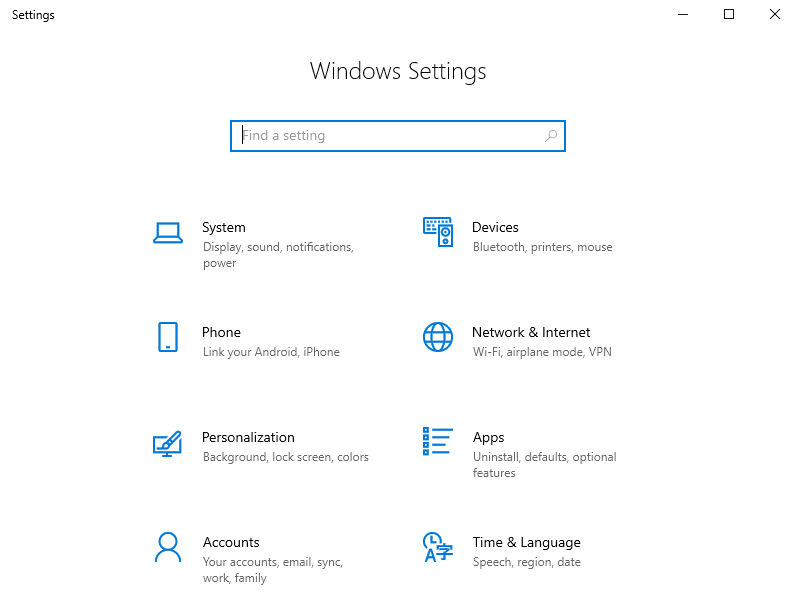 Settings
Windows Settings
Find a setting
System
Display, sound, notifications,
power
Devices
Bluetooth, printers, mouse
Phone
Link your Android, iPhone
Network & Internet
Wi-Fi, airplane mode, VPN
Personalization
Background, lock screen, colors
Apps
Uninstall, defaults, optional
features
Accounts
Your accounts, email, sync,
work, family
Time & Language
Speech, region, date